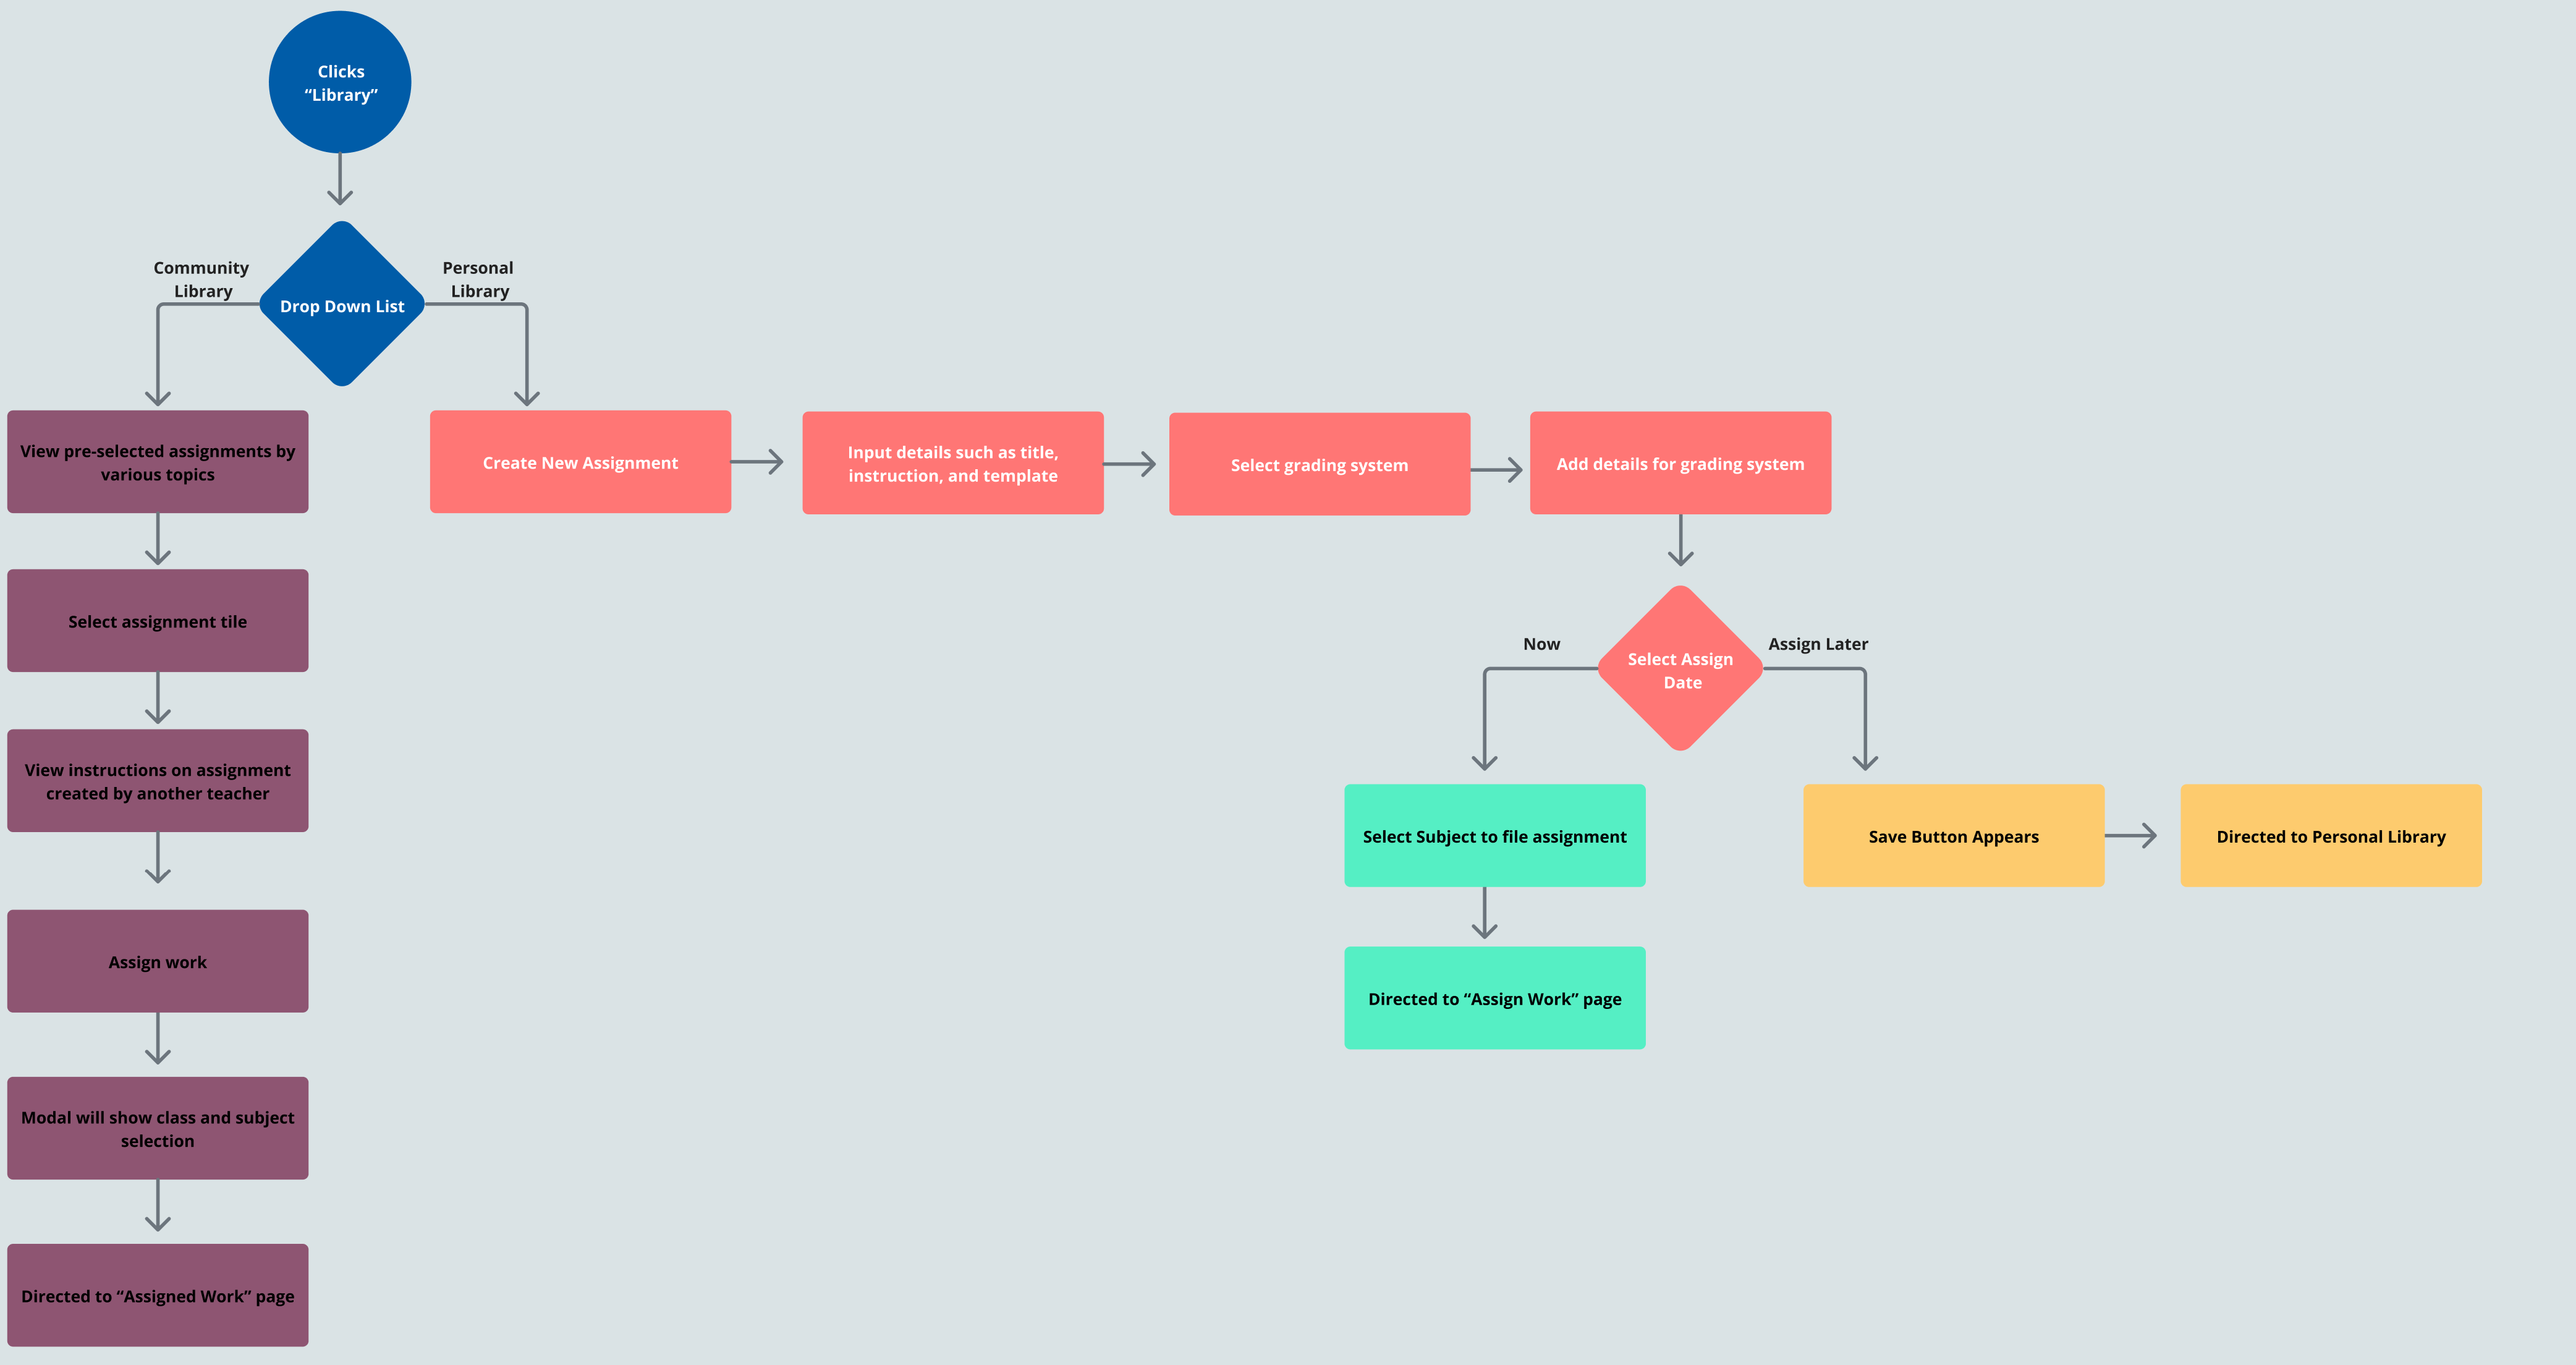 Clicks
“Library”
Community
Library
Drop Down List
Personal
Library
View pre-selected assignments by
various topics
Create New Assignment
Input details such as title,
instruction, and template
Select grading system
Add details for grading system
Select assignment tile
Now
Select Assign
Date
Assign Later
View instructions on assignment
created by another teacher
Select Subject to file assignment
Save Button Appears
Directed to Personal Library
Assign work
Directed to “Assign Work” page
Modal will show class and subject
selection
Directed to “Assigned Work” page